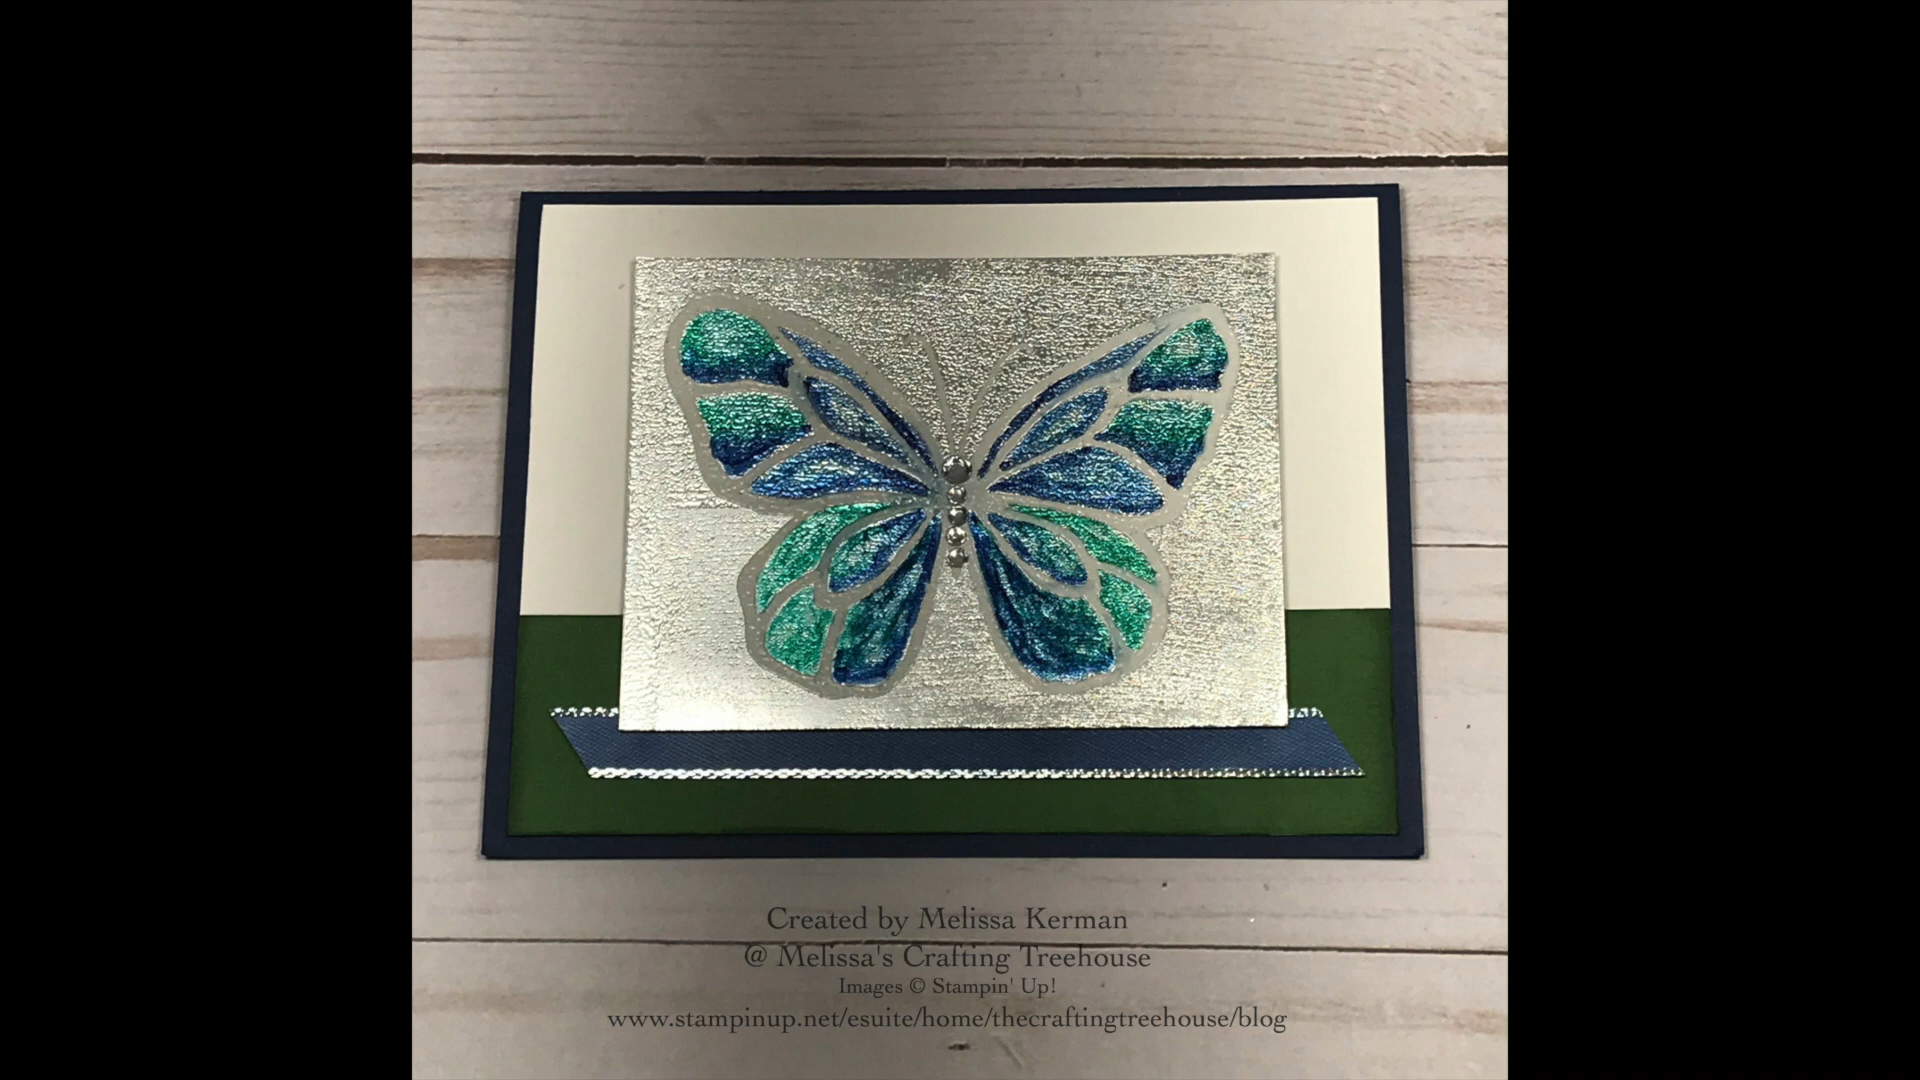 Created by Melissa Kerman
@ Melissa's Crafting Treehouse
Images © Stampin' Up!
www.stampinup.net/esuite/home/thecraftingtreehouse/blog